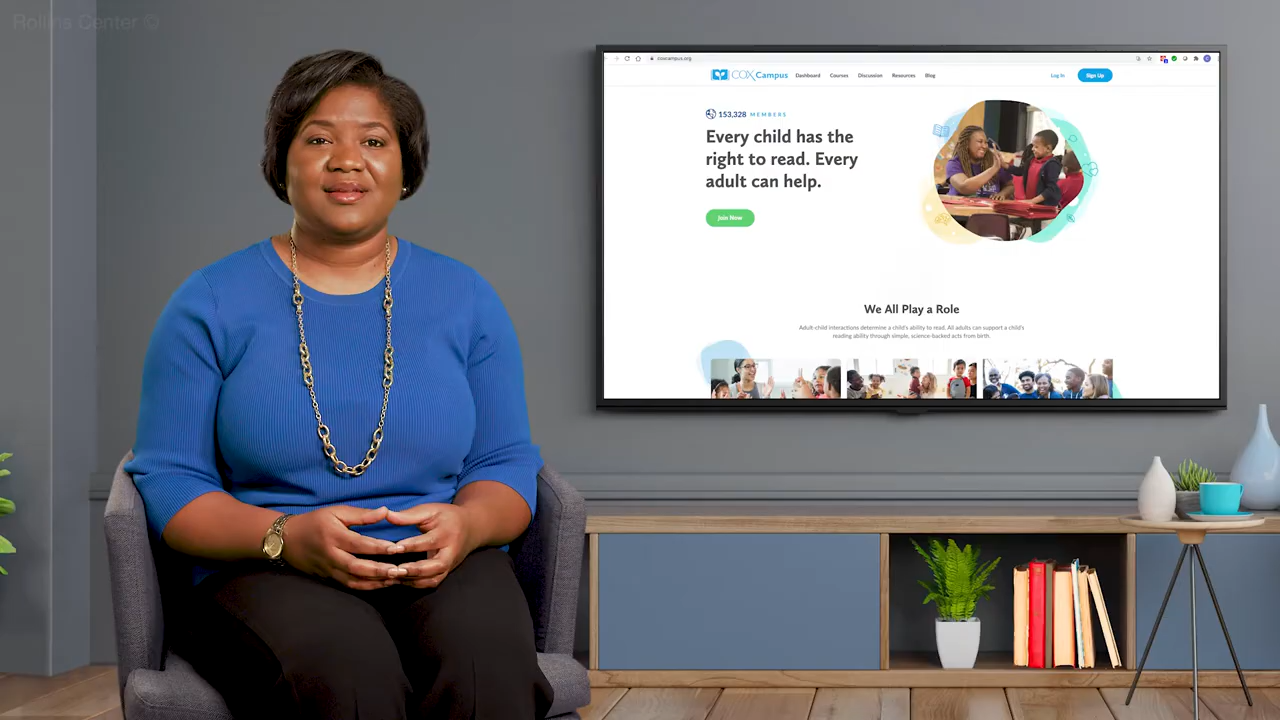 Rollins Center ©
coxcampus.org
COX Campus Dashboard Courses Discussion Resources Blog Log In Sign Up
153,328 MEMBERS
Every child has the
right to read. Every
adult can help.
Join Now
We All Play a Role
Adult-child interactions determine a child's ability to read. All adults can support a child's
reading ability through simple, science-backed acts from birth.